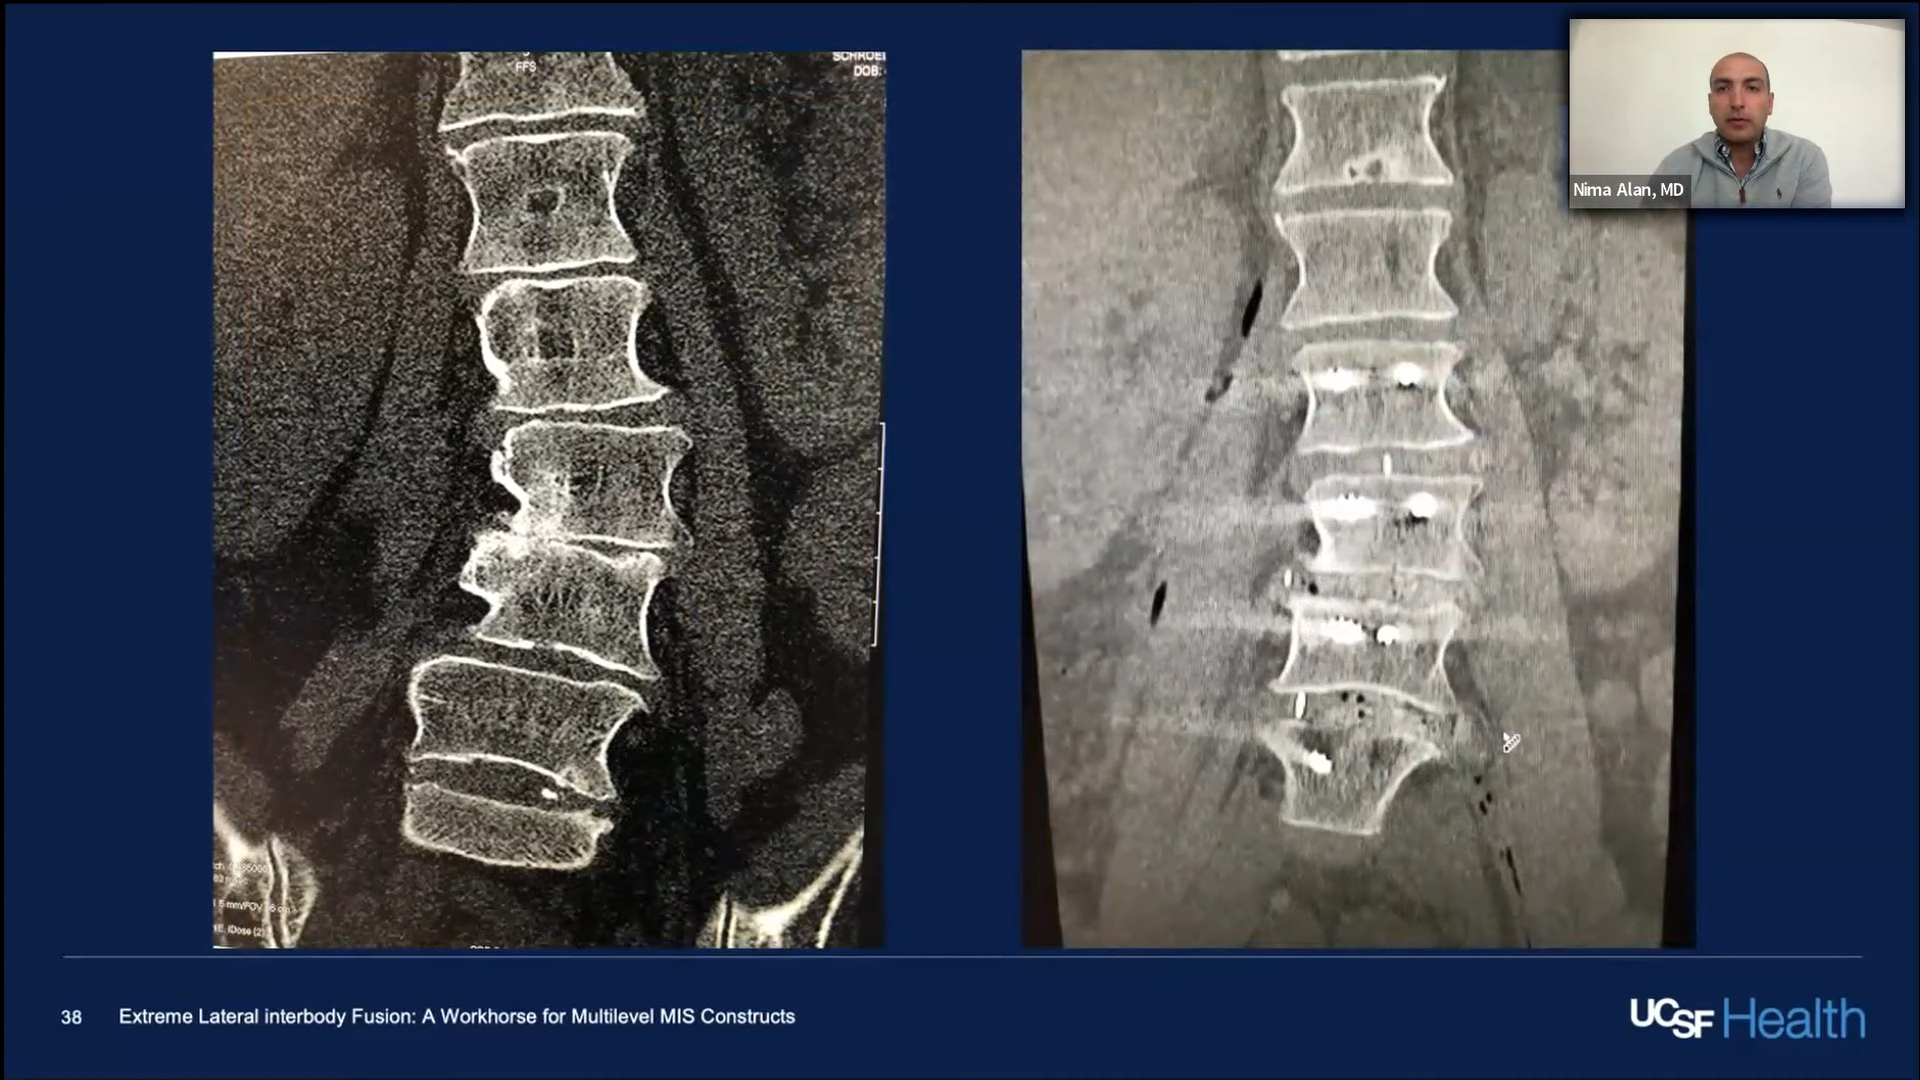 FFS
SCHROE
DOB:
Nima Alan, MD
38
Extreme Lateral interbody Fusion: A Workhorse for Multilevel MIS Constructs
UCSF Health